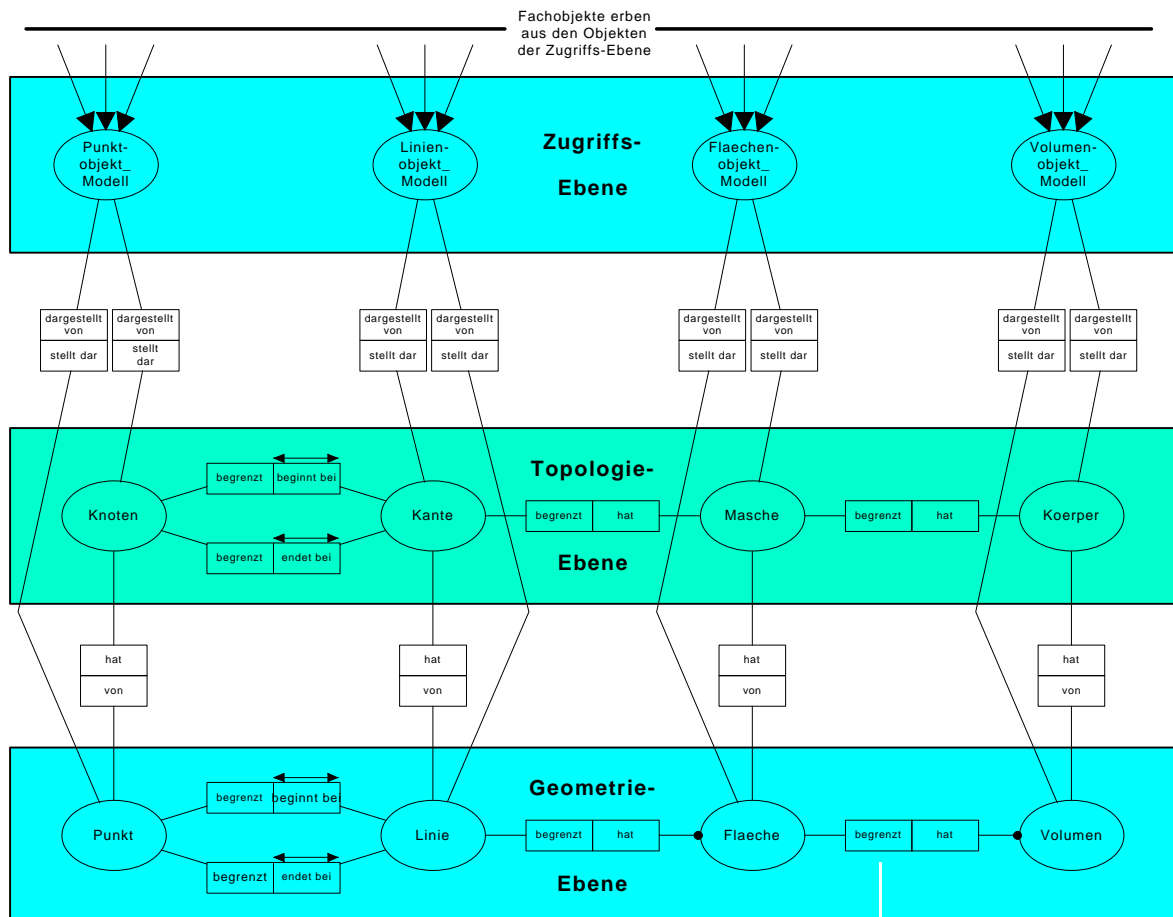 Fachobjekte erben
aus den Objekten
der Zugriffs-Ebene
Punkt-
objekt_
Modell
Linien-
objekt_
Modell
Zugriffs-
Ebene
Flaechen-
objekt_
Modell
Volumen-
objekt_
Modell
dargestellt
von
stellt dar
dargestellt
von
stellt
dar
dargestellt
von
stellt dar
dargestellt
von
stellt dar
dargestellt
von
stellt dar
dargestellt
von
stellt dar
dargestellt
von
stellt dar
dargestellt
von
stellt dar
Topologie-
Ebene
Knoten
begrenzt
beginnt bei
begrenzt
endet bei
Kante
begrenzt
hat
Masche
begrenzt
hat
Koerper
hat
von
hat
von
hat
von
hat
von
Geometrie-
Ebene
Punkt
begrenzt
beginnt bei
begrenzt
endet bei
Linie
begrenzt
hat
Flaeche
begrenzt
hat
Volumen